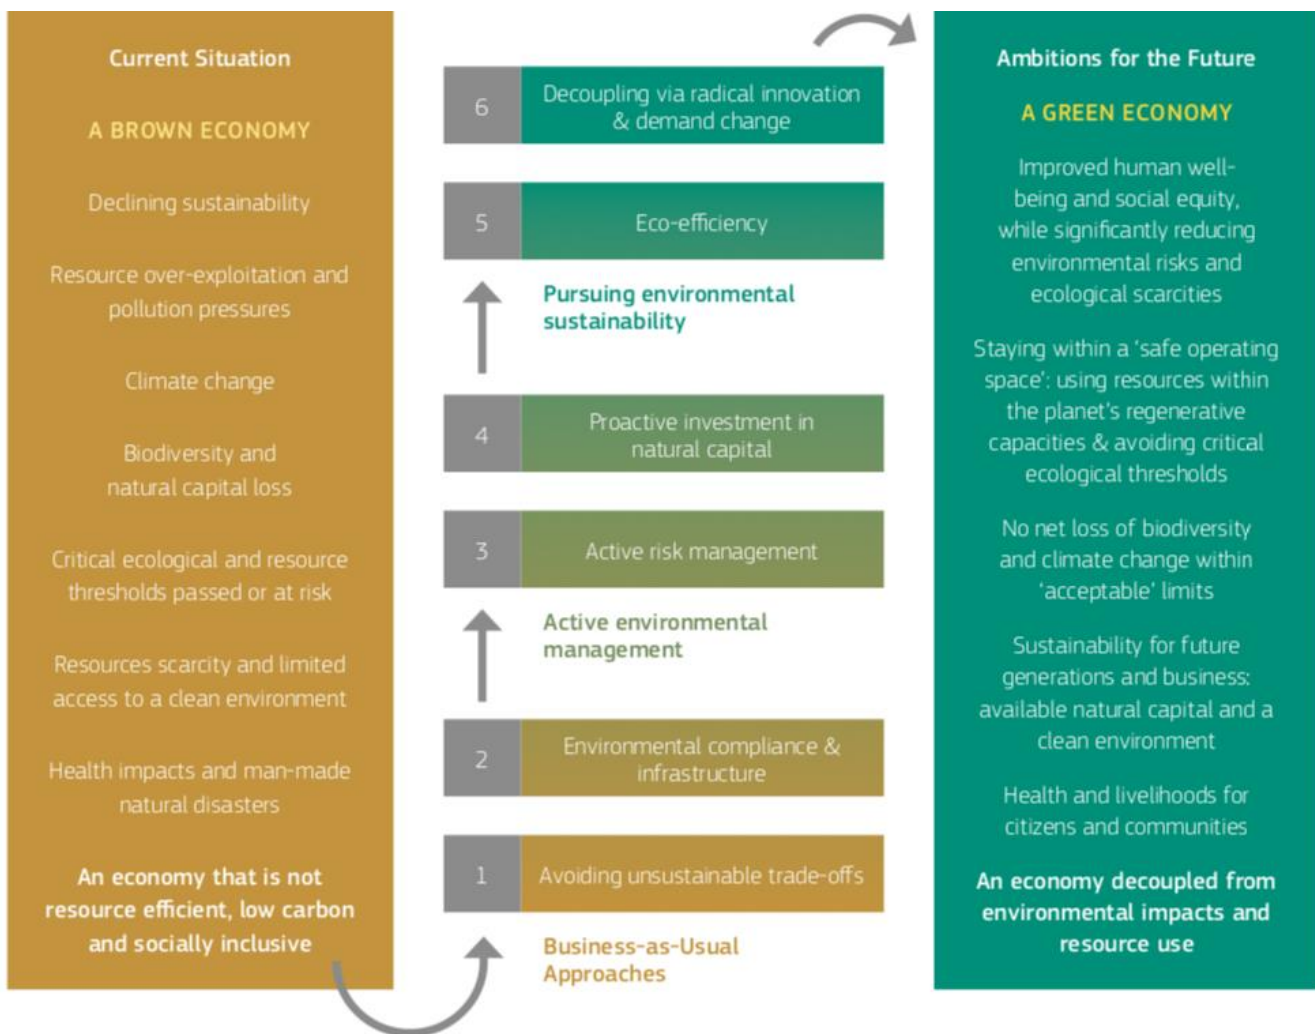 Current Situation
A BROWN ECONOMY
Declining sustainability
Resource over-exploitation and
pollution pressures
Climate change
Biodiversity and
natural capital loss
Critical ecological and resource
thresholds passed or at risk
Resources scarcity and limited
access to a clean environment
Health impacts and man-made
natural disasters
An economy that is not
resource efficient, low carbon
and socially inclusive
6
Decoupling via radical innovation
& demand change
5
Eco-efficiency
Pursuing environmental
sustainability
4
Proactive investment in
natural capital
3
Active risk management
Active environmental
management
2
Environmental compliance &
infrastructure
1
Avoiding unsustainable trade-offs
Business-as-Usual
Approaches
Ambitions for the Future
A GREEN ECONOMY
Improved human well-
being and social equity,
while significantly reducing
environmental risks and
ecological scarcities
Staying within a ‘safe operating
space’: using resources within
the planet’s regenerative
capacities & avoiding critical
ecological thresholds
No net loss of biodiversity
and climate change within
‘acceptable’ limits
Sustainability for future
generations and business:
available natural capital and a
clean environment
Health and livelihoods for
citizens and communities
An economy decoupled from
environmental impacts and
resource use